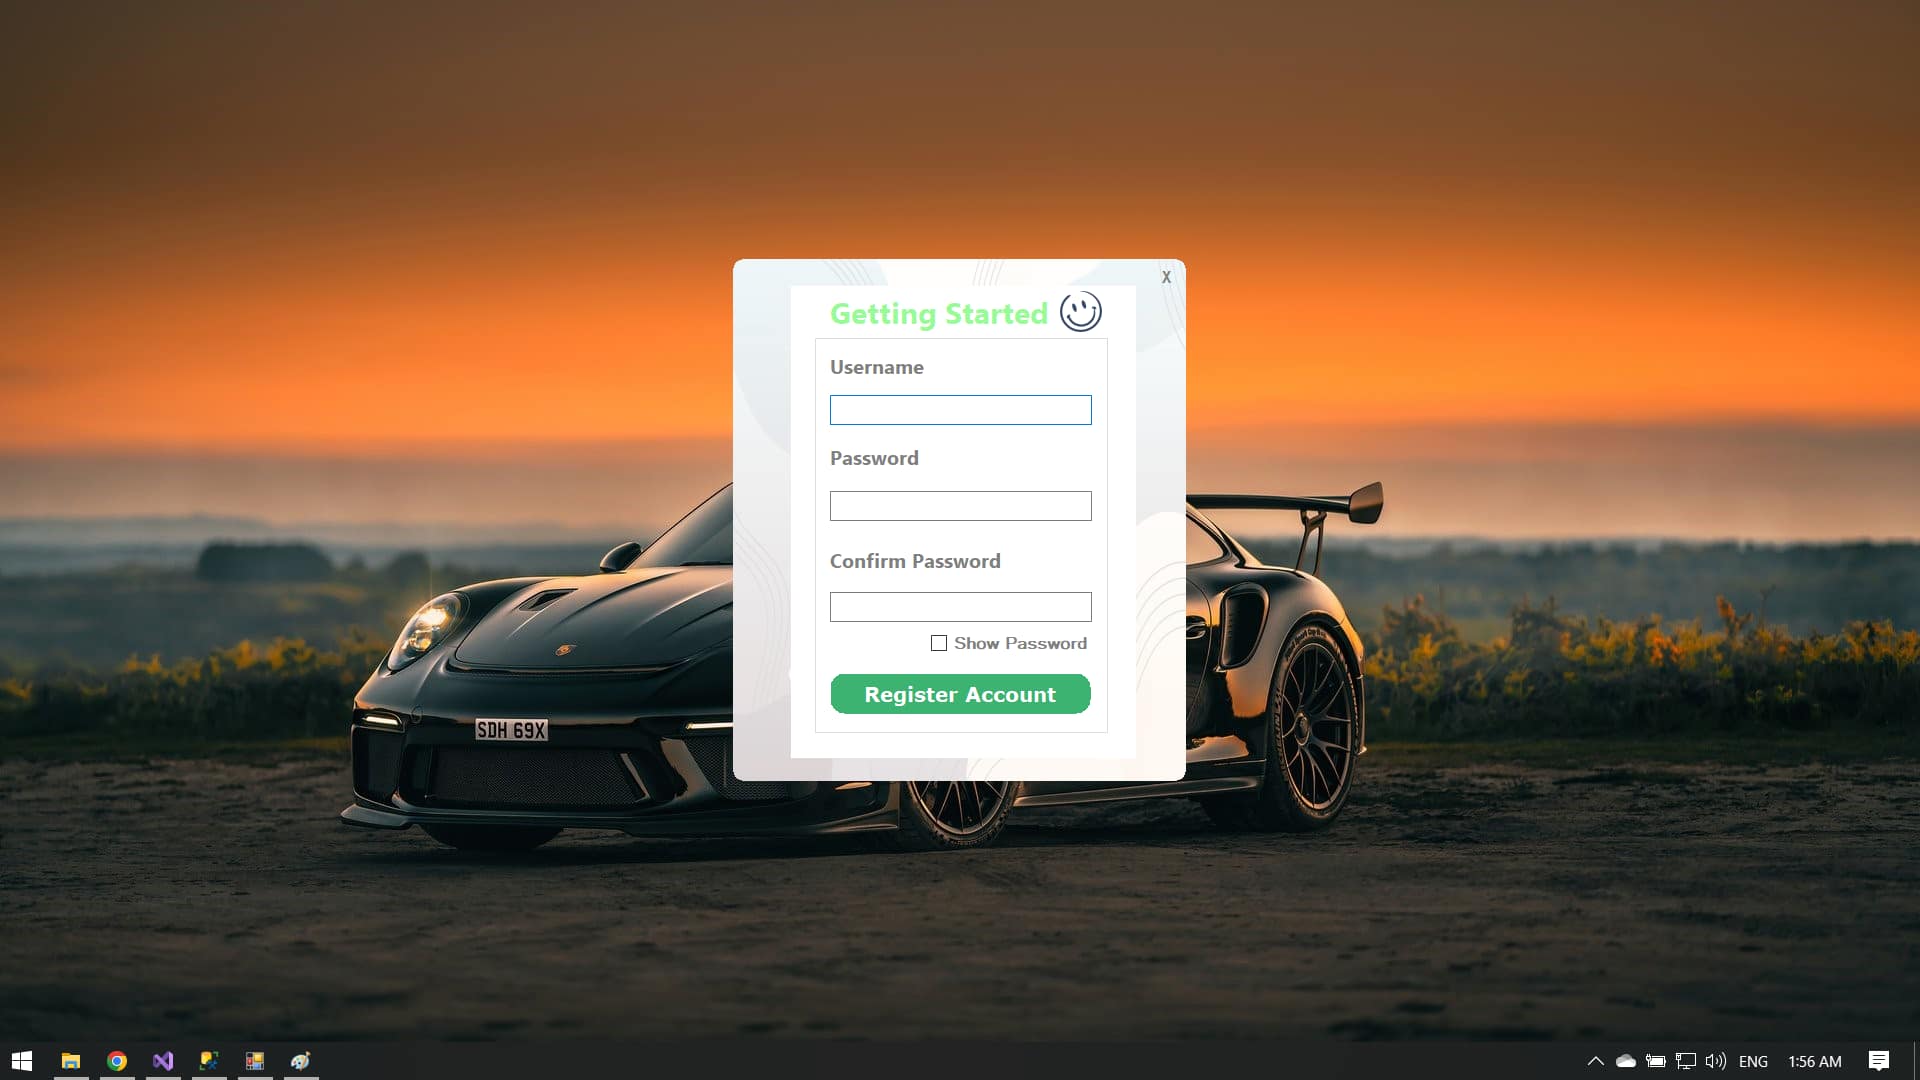 X
Getting Started
Username
Password
Confirm Password
Show Password
Register Account
SDH 69X
ENG
1:56 AM